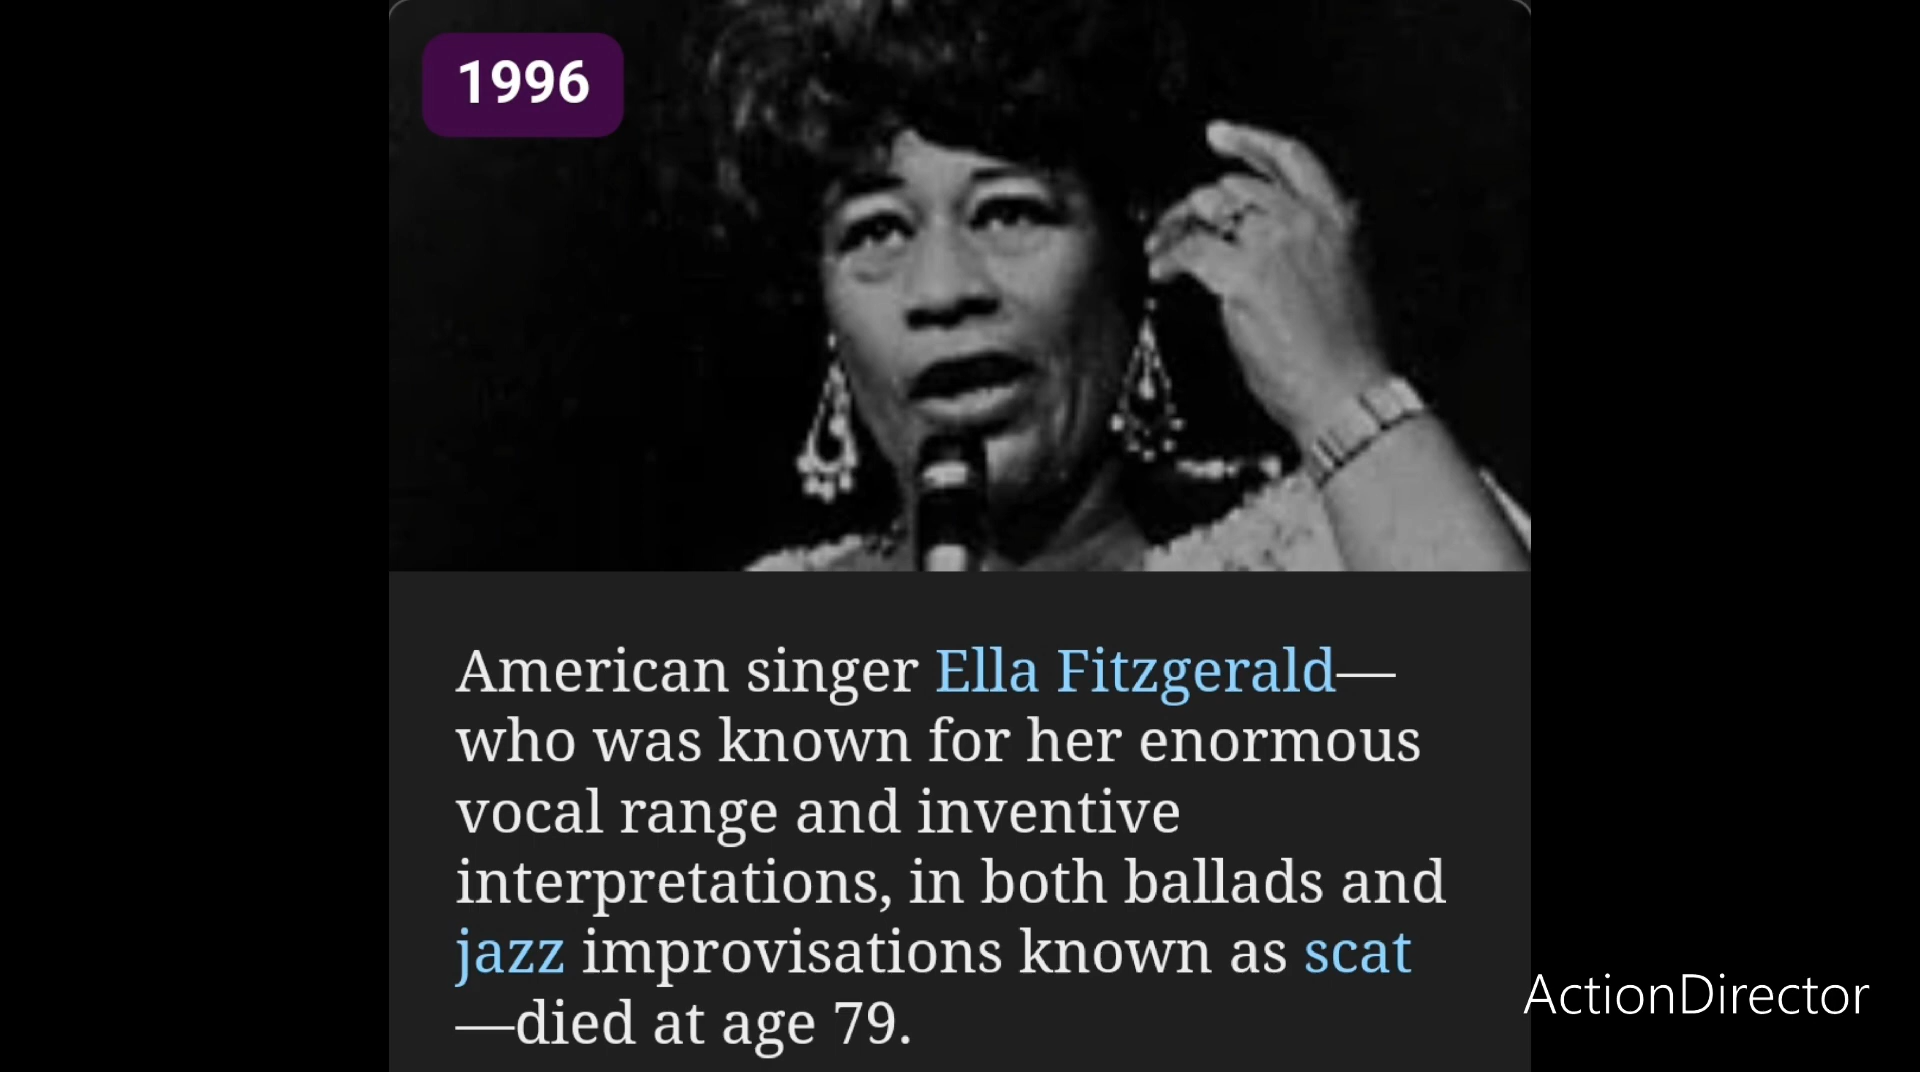 1996
American singer Ella Fitzgerald—
who was known for her enormous
vocal range and inventive
interpretations, in both ballads and
jazz improvisations known as scat
—died at age 79.
ActionDirector